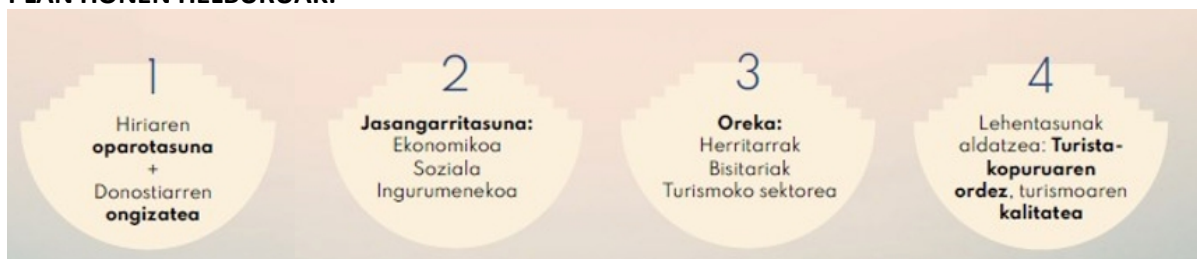 PLAN HONEN HELBURUAK:
1
Hiriaren
oparotasuna
+
Donostiarren
ongizatea
2
Jasangarritasuna:
Ekonomikoa
Soziala
Ingurumenekoa
3
Oreka:
Herritarrak
Bisitariak
Turismoko sektorea
4
Lehentasunak
aldatzea: Turista-
kopuruaren
ordez, turismoaren
kalitatea